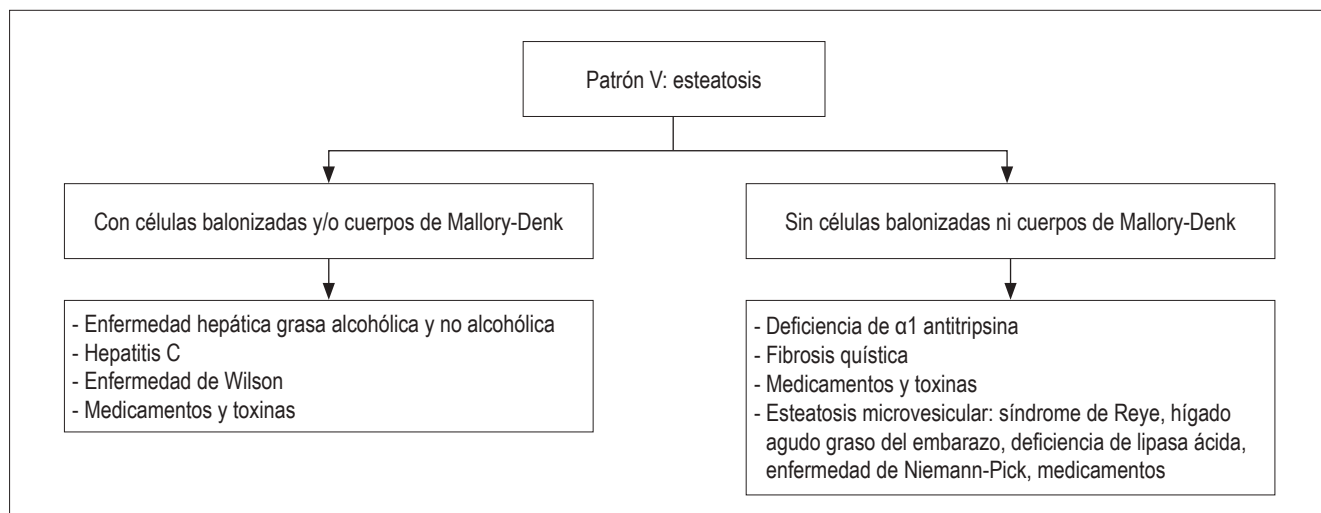 Patrón V: esteatosis
Con células balonizadas y/o cuerpos de Mallory-Denk
Sin células balonizadas ni cuerpos de Mallory-Denk
- Enfermedad hepática grasa alcohólica y no alcohólica
- Hepatitis C
- Enfermedad de Wilson
- Medicamentos y toxinas
- Deficiencia de α1 antitripsina
- Fibrosis quística
- Medicamentos y toxinas
- Esteatosis microvesicular: síndrome de Reye, hígado
agudo graso del embarazo, deficiencia de lipasa ácida,
enfermedad de Niemann-Pick, medicamentos